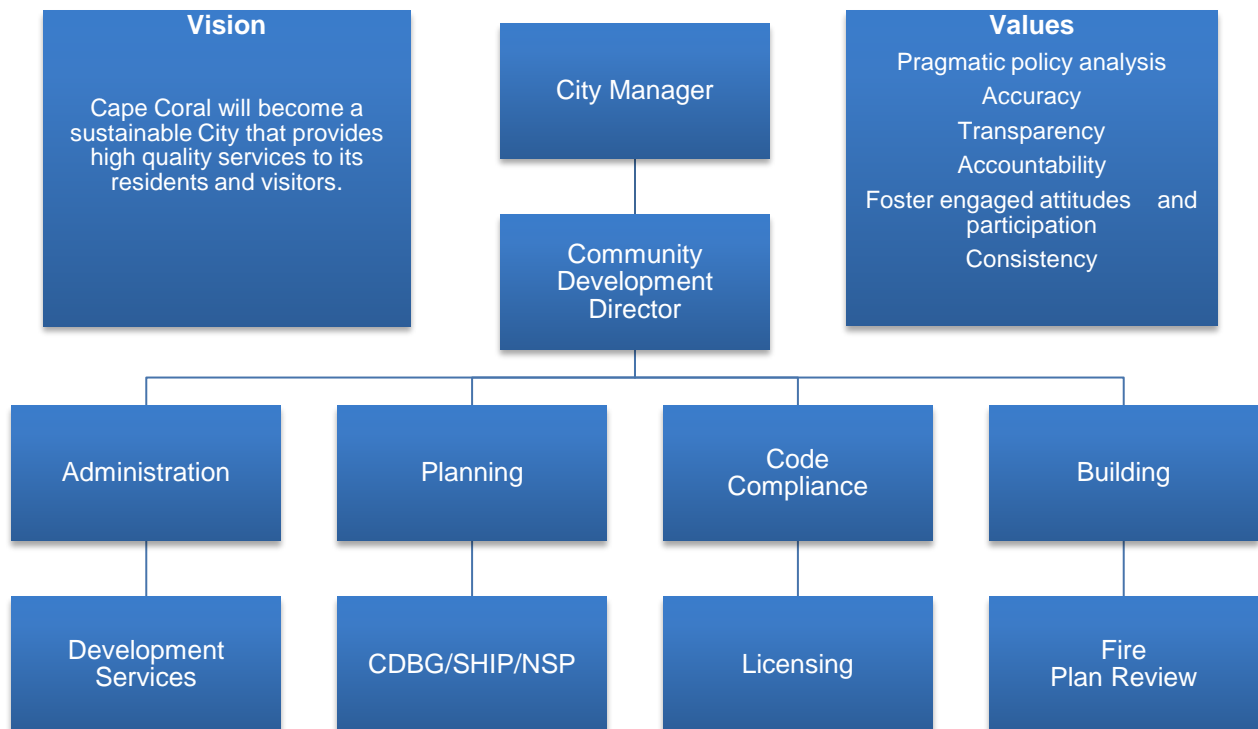 Vision
Cape Coral will become a
sustainable City that provides
high quality services to its
residents and visitors.
City Manager
Values
Pragmatic policy analysis
Accuracy
Transparency
Accountability
Foster engaged attitudes and
participation
Consistency
Community
Development
Director
Administration
Planning
Code
Compliance
Building
Development
Services
CDBG/SHIP/NSP
Licensing
Fire
Plan Review